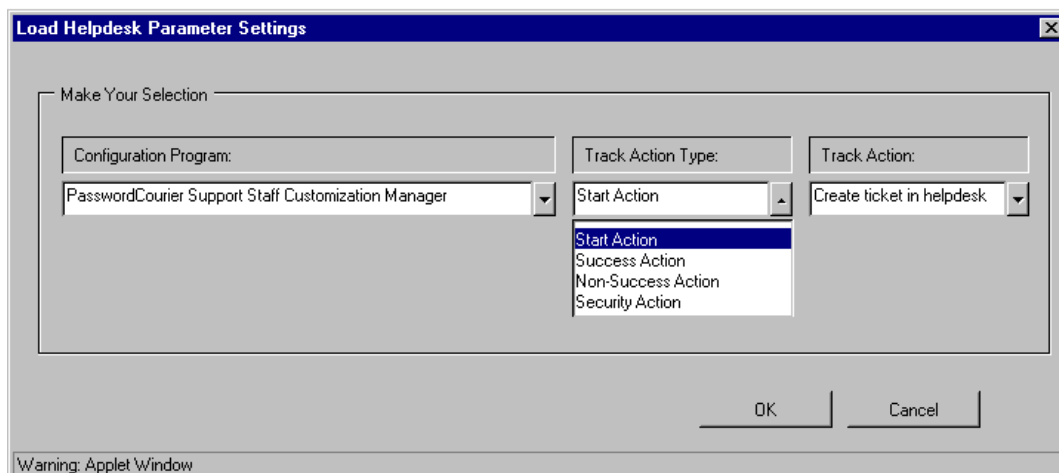 Load Helpdesk Parameter Settings
Make Your Selection
Configuration Program:
Track Action Type:
Track Action:
PasswordCourier Support Staff Customization Manager
Start Action
Create ticket in helpdesk
Start Action
Success Action
Non-Success Action
Security Action
OK
Cancel
Warning: Applet Window